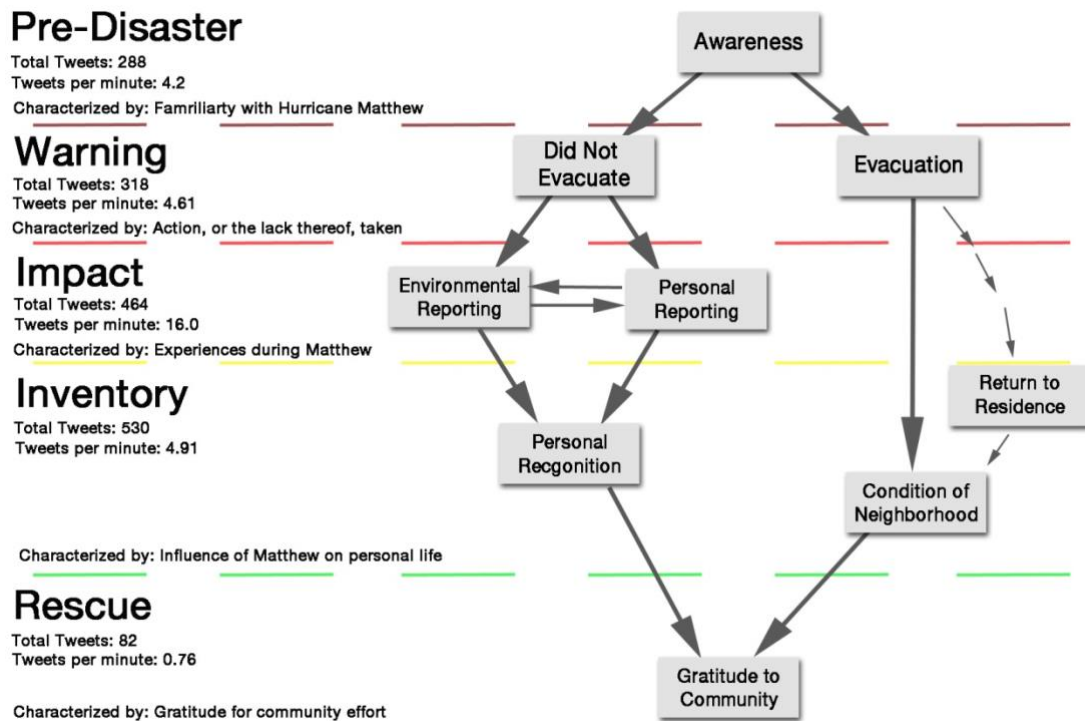 Pre-Disaster
Total Tweets: 288
Tweets per minute: 4.2
Characterized by: Familiarty with Hurricane Matthew
Awareness
Warning
Total Tweets: 318
Tweets per minute: 4.61
Characterized by: Action, or the lack thereof, taken
Did Not
Evacuate
Evacuation
Impact
Total Tweets: 464
Tweets per minute: 16.0
Characterized by: Experiences during Matthew
Environmental
Reporting
Personal
Reporting
Inventory
Total Tweets: 530
Tweets per minute: 4.91
Characterized by: Influence of Matthew on personal life
Return to
Residence
Personal
Recgonition
Condition of
Neighborhood
Rescue
Total Tweets: 82
Tweets per minute: 0.76
Characterized by: Gratitude for community effort
Gratitude to
Community